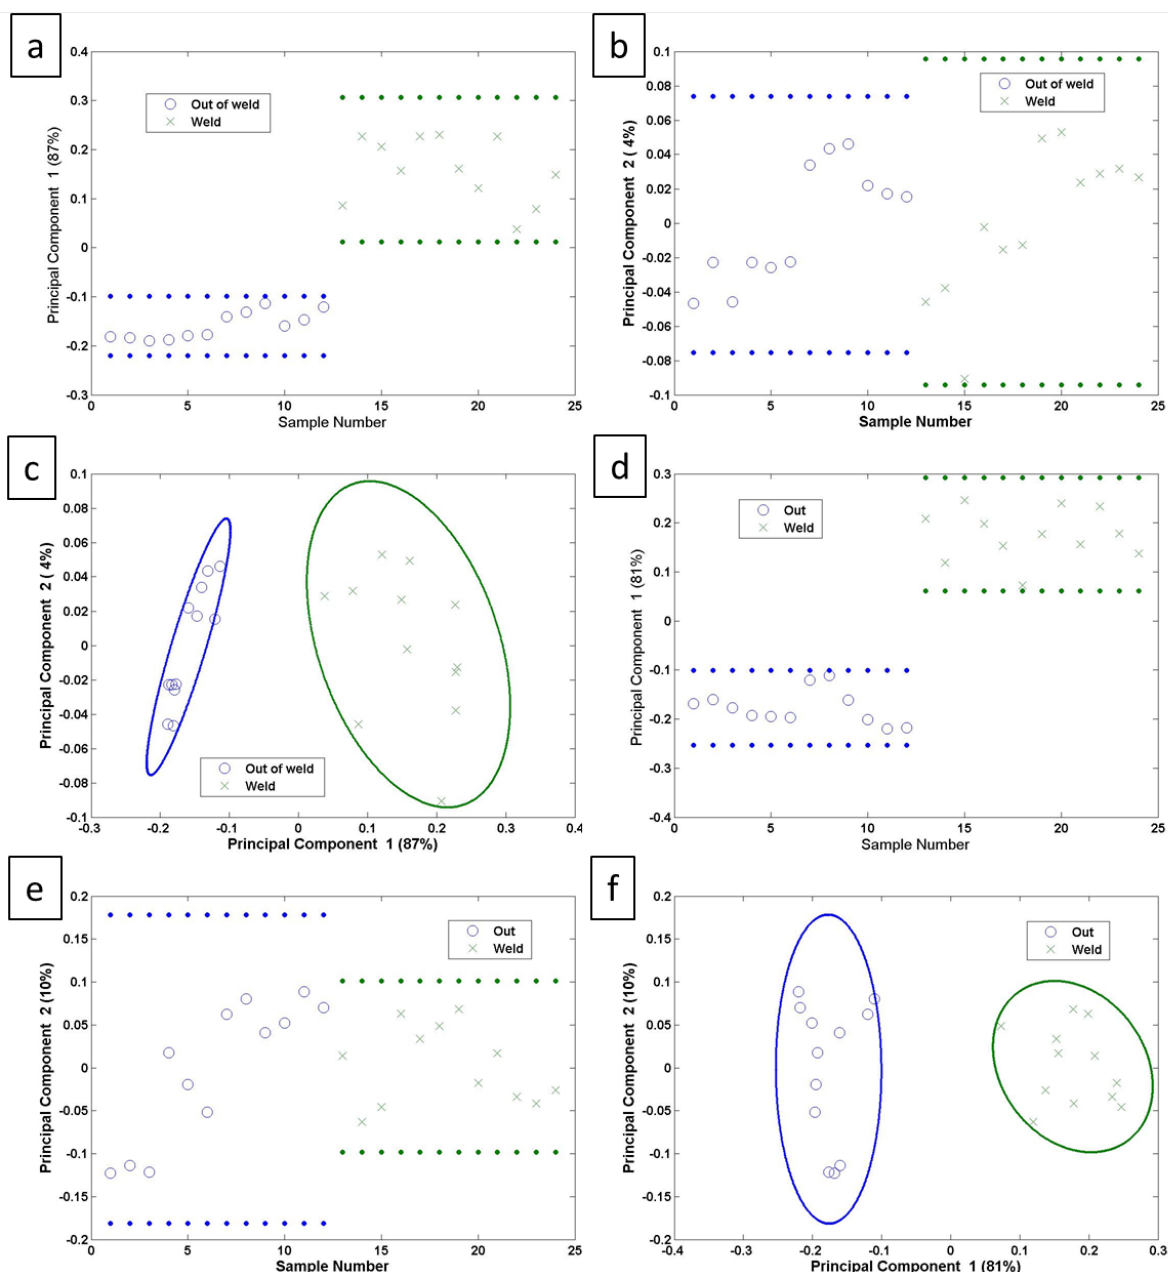 a
0.4
0.3
0.2
0.1
0
-0.1
-0.2
-0.3
Principal Component 1 (87%)
Out of weld
Weld
0 5 10 15 20 25
Sample Number
b
0.1
0.08
0.06
0.04
0.02
0
-0.02
-0.04
-0.06
-0.08
-0.1
Principal Component 2 ( 4%)
Out of weld
Weld
0 5 10 15 20 25
Sample Number
c
0.1
0.08
0.06
0.04
0.02
0
-0.02
-0.04
-0.06
-0.08
-0.1
Principal Component 2 ( 4%)
Out of weld
Weld
-0.3 -0.2 -0.1 0 0.1 0.2 0.3 0.4
Principal Component 1 (87%)
d
0.3
0.2
0.1
0
-0.1
-0.2
-0.3
-0.4
Principal Component 1 (81%)
Out
Weld
0 5 10 15 20 25
Sample Number
e
0.2
0.15
0.1
0.05
0
-0.05
-0.1
-0.15
-0.2
Principal Component 2 (10%)
Out
Weld
0 5 10 15 20 25
Sample Number
f
0.2
0.15
0.1
0.05
0
-0.05
-0.1
-0.15
-0.2
Principal Component 2 (10%)
Out
Weld
-0.4 -0.3 -0.2 -0.1 0 0.1 0.2 0.3
Principal Component 1 (81%)